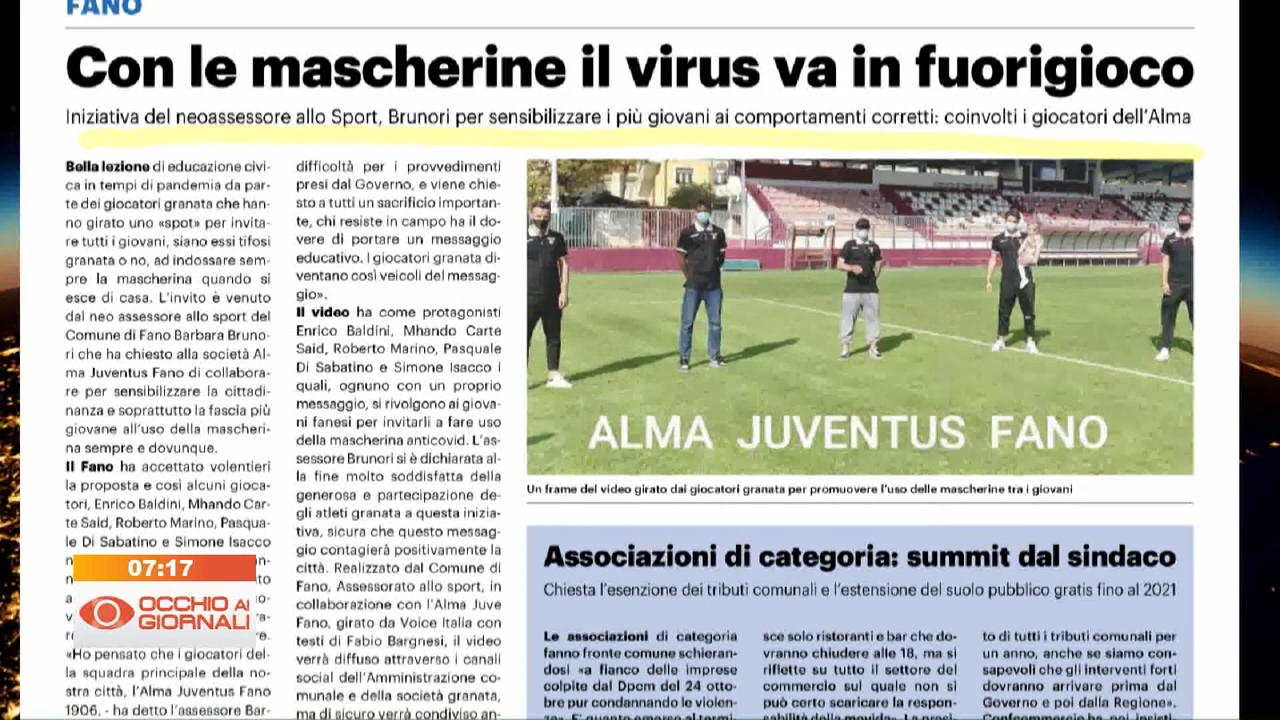 FANO
Con le mascherine il virus va in fuorigioco
Iniziativa del neoassessore allo Sport, Brunori per sensibilizzare i più giovani ai comportamenti corretti: coinvolti i giocatori dell'Alma
Bella lezione di educazione civi-
ca in tempi di pandemia da par-
te dei giocatori granata che han-
no girato uno «spot» per invita-
re tutti i giovani, siano essi tifosi
granata o no, ad indossare sem-
pre la mascherina quando si
esce di casa. L'invito è venuto
dal neo assessore allo sport del
Comune di Fano Barbara Bruno-
ri che ha chiesto alla società Al-
ma Juventus Fano di collabora-
re per sensibilizzare la cittadi-
nanza e soprattutto la fascia più
giovane all'uso della mascheri-
na sempre e dovunque.
Il Fano ha accettato volentieri
la proposta e così alcuni gioca-
tori, Enrico Baldini, Mhando Car-
te Said, Roberto Marino, Pasqua-
le Di Sabatino e Simone Isacco
«Ho pensato che i giocatori del-
la squadra principale della no-
stra città, l'Alma Juventus Fano
1906, - ha detto l'assessore Bar-
difficoltà per i provvedimenti
presi dal Governo, e viene chie-
sto a tutti un sacrificio importan-
te, chi resiste in campo ha il do-
vere di portare un messaggio
educativo. I giocatori granata di-
ventano così veicoli del messag-
gio».
Il video ha come protagonisti
Enrico Baldini, Mhando Carte
Said, Roberto Marino, Pasquale
Di Sabatino e Simone Isacco i
quali, ognuno con un proprio
messaggio, si rivolgono ai giova-
ni fanesi per invitarli a fare uso
della mascherina anticovid. L'as-
sessore Brunori si è dichiarata al-
la fine molto soddisfatta della
generosa e partecipazione de-
gli atleti granata a questa inizia-
tiva, sicura che questo messag-
gio contagierà positivamente la
città. Realizzato dal Comune di
Fano, Assessorato allo sport, in
collaborazione con l'Alma Juve
Fano, girato da Voice Italia con
testi di Fabio Bargnesi, il video
verrà diffuso attraverso i canali
social dell'Amministrazione co-
munale e della società granata,
ma di sicuro verrà condiviso an-
ALMA JUVENTUS FANO
Un frame del video girato dai giocatori granata per promuovere l'uso delle mascherine tra i giovani
Associazioni di categoria: summit dal sindaco
Chiesta l'esenzione dei tributi comunali e l'estensione del suolo pubblico gratis fino al 2021
Le associazioni di categoria
fanno fronte comune schieran-
dosi «a fianco delle imprese
colpite dal Dpcm del 24 otto-
bre pur condannando le violen-
sce solo ristoranti e bar che do-
vranno chiudere alle 18, ma si
riflette su tutto il settore del
commercio sul quale non si
può certo scaricare la respon-
sabilità della movida».
to di tutti i tributi comunali per
un anno, anche se siamo con-
sapevoli che gli interventi forti
dovranno arrivare prima dal
Governo e poi dalla Regione».
07:17
OCCHIO AI
GIORNALI